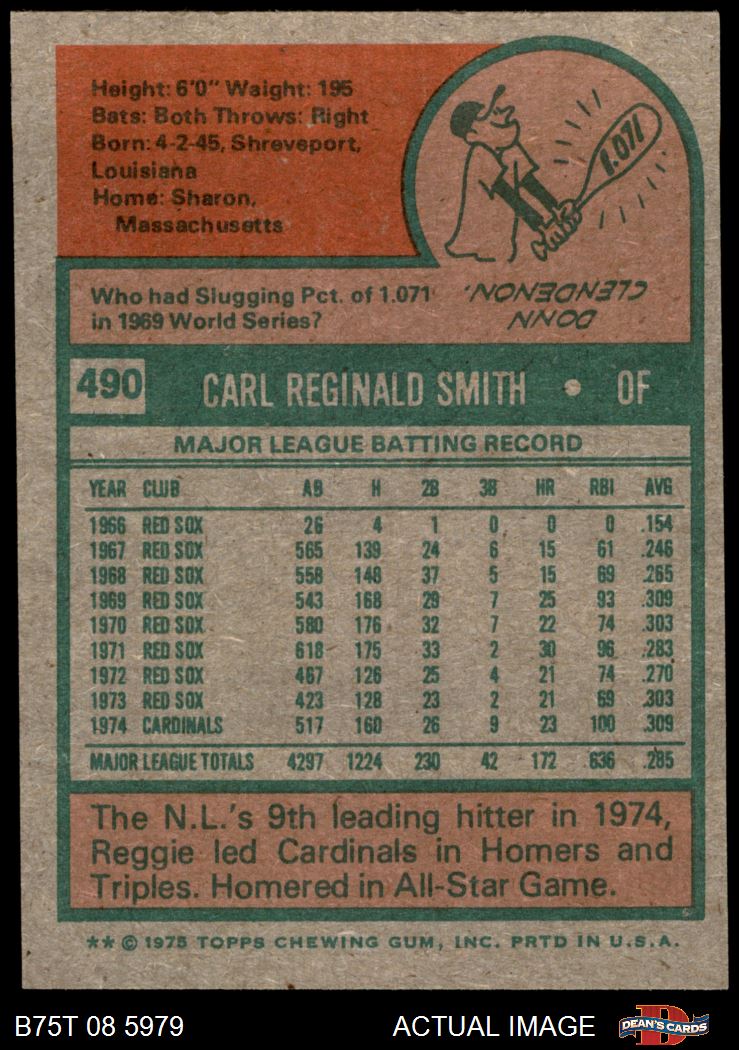 Height: 6'0" Weight: 195
Bats: Both Throws: Right
Born: 4-2-45, Shreveport,
Louisiana
Home: Sharon,
Massachusetts
1.071
Who had Slugging Pct. of 1.071
in 1969 World Series?
DONN
CLENDENON.
490 CARL REGINALD SMITH • OF
MAJOR LEAGUE BATTING RECORD
YEAR CLUB AB H 2B 3B HR RBI AVG
1966 RED SOX 26 4 1 0 0 0 .154
1967 RED SOX 565 139 24 6 15 61 .246
1968 RED SOX 558 148 37 5 15 69 .265
1969 RED SOX 543 168 29 7 25 93 .309
1970 RED SOX 580 176 32 7 22 74 .303
1971 RED SOX 618 175 33 2 30 96 .283
1972 RED SOX 467 126 25 4 21 74 .270
1973 RED SOX 423 128 23 2 21 69 .303
1974 CARDINALS 517 160 26 9 23 100 .309
MAJOR LEAGUE TOTALS 4297 1224 230 42 172 636 .285
The N.L.'s 9th leading hitter in 1974,
Reggie led Cardinals in Homers and
Triples. Homered in All-Star Game.
** © 1975 TOPPS CHEWING GUM, INC. PRTD IN U.S.A.
B75T 08 5979 ACTUAL IMAGE D DEAN'S CARDS